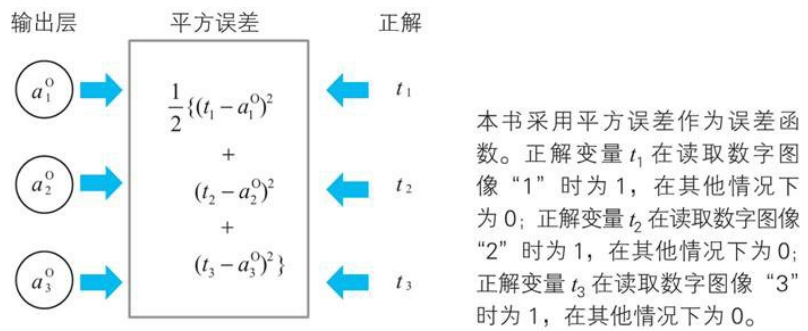 输出层 平方误差 正解
a₁ᴼ ½{(t₁ − a₁ᴼ)² t₁
+
a₂ᴼ (t₂ − a₂ᴼ)² t₂
+
a₃ᴼ (t₃ − a₃ᴼ)²} t₃
本书采用平方误差作为误差函
数。正解变量 t₁ 在读取数字图
像“1”时为 1，在其他情况下
为 0；正解变量 t₂ 在读取数字图像
“2”时为 1，在其他情况下为 0；
正解变量 t₃ 在读取数字图像“3”
时为 1，在其他情况下为 0。